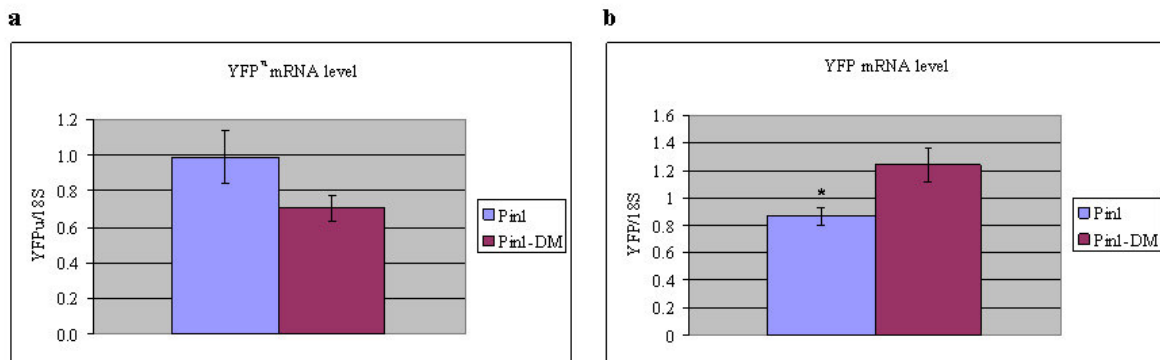 a
YFPᵘ mRNA level
1.2
1.0
0.8
0.6
0.4
0.2
0.0
YFPu/18S
Pin1
Pin1-DM
b
YFP mRNA level
1.6
1.4
1.2
1
0.8
0.6
0.4
0.2
0
YFP/18S
*
Pin1
Pin1-DM